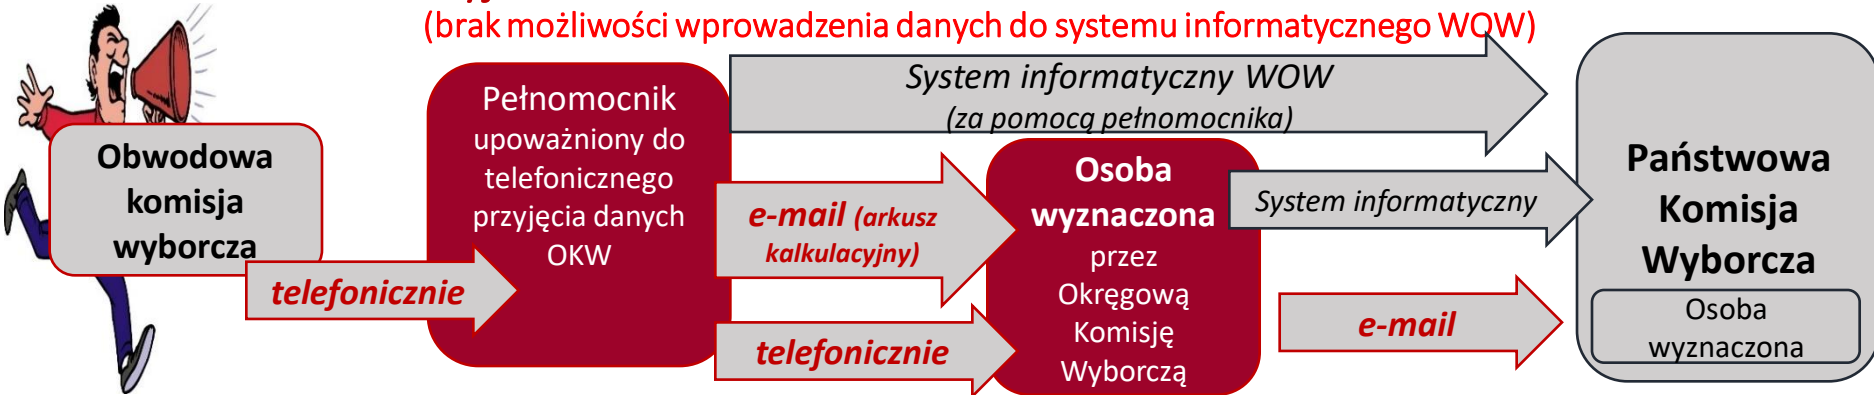 (brak możliwości wprowadzenia danych do systemu informatycznego WOW)
Obwodowa
komisja
wyborcza
telefonicznie
Pełnomocnik
upoważniony do
telefonicznego
przyjęcia danych
OKW
System informatyczny WOW
(za pomocą pełnomocnika)
e-mail (arkusz
kalkulacyjny)
telefonicznie
Osoba
wyznaczona
przez
Okręgową
Komisję
Wyborczą
System informatyczny
e-mail
Państwowa
Komisja
Wyborcza
Osoba
wyznaczona